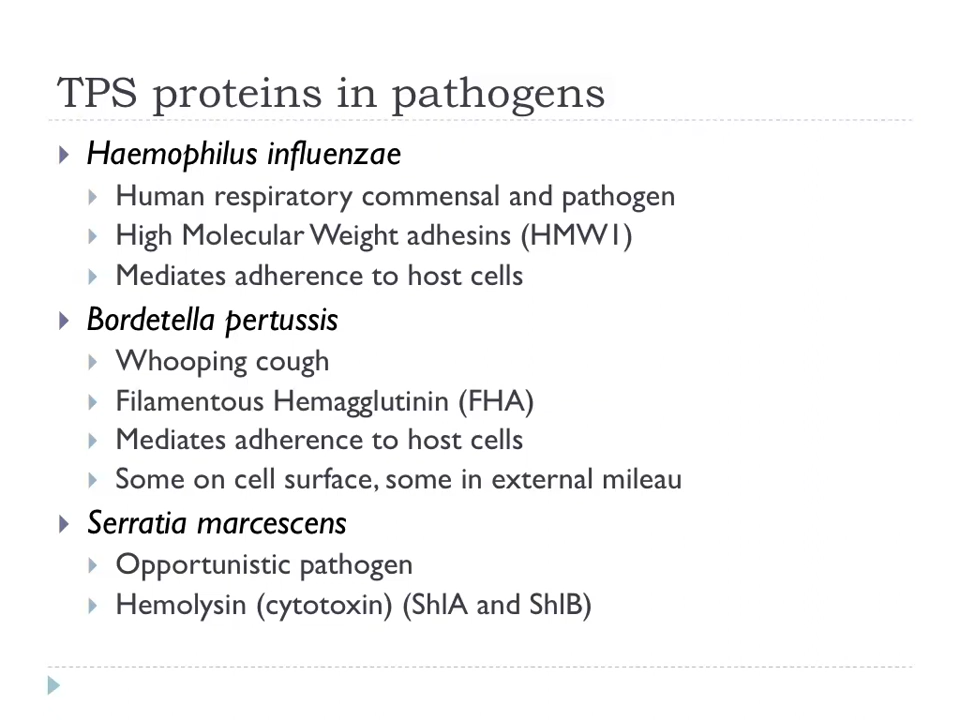 TPS proteins in pathogens
Haemophilus influenzae
Human respiratory commensal and pathogen
High Molecular Weight adhesins (HMW1)
Mediates adherence to host cells
Bordetella pertussis
Whooping cough
Filamentous Hemagglutinin (FHA)
Mediates adherence to host cells
Some on cell surface, some in external mileau
Serratia marcescens
Opportunistic pathogen
Hemolysin (cytotoxin) (ShlA and ShlB)